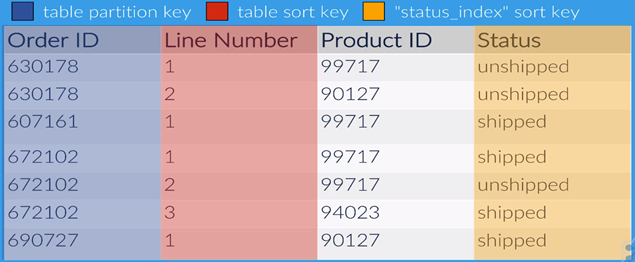 table partition key table sort key "status_index" sort key
Order ID Line Number Product ID Status
630178 1 99717 unshipped
630178 2 90127 unshipped
607161 1 99717 shipped
672102 1 99717 shipped
672102 2 99717 unshipped
672102 3 94023 shipped
690727 1 90127 shipped